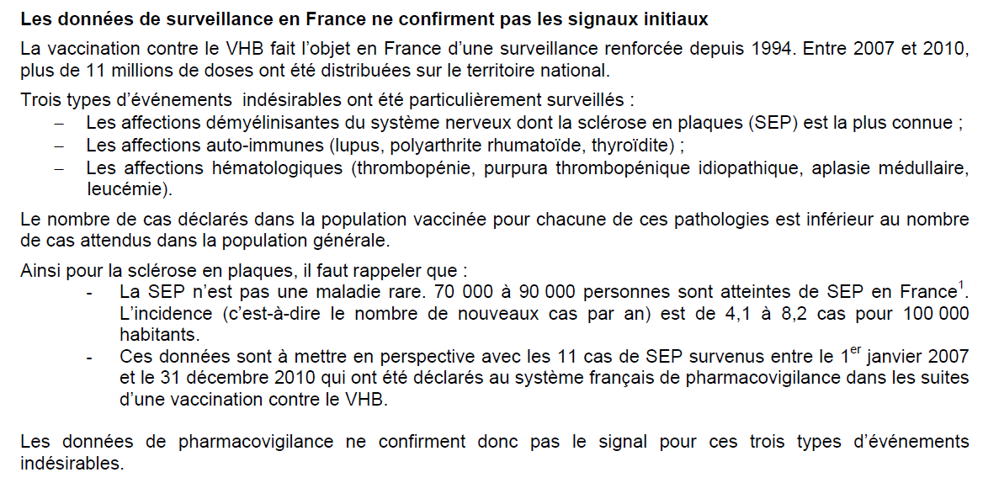 Les données de surveillance en France ne confirment pas les signaux initiaux
La vaccination contre le VHB fait l’objet en France d’une surveillance renforcée depuis 1994. Entre 2007 et 2010,
plus de 11 millions de doses ont été distribuées sur le territoire national.
Trois types d’événements  indésirables ont été particulièrement surveillés :
– Les affections démyélinisantes du système nerveux dont la sclérose en plaques (SEP) est la plus connue ;
– Les affections auto-immunes (lupus, polyarthrite rhumatoïde, thyroïdite) ;
– Les affections hématologiques (thrombopénie, purpura thrombopénique idiopathique, aplasie médullaire,
leucémie).
Le nombre de cas déclarés dans la population vaccinée pour chacune de ces pathologies est inférieur au nombre
de cas attendus dans la population générale.
Ainsi pour la sclérose en plaques, il faut rappeler que :
- La SEP n’est pas une maladie rare. 70 000 à 90 000 personnes sont atteintes de SEP en France¹.
L’incidence (c’est-à-dire le nombre de nouveaux cas par an) est de 4,1 à 8,2 cas pour 100 000
habitants.
- Ces données sont à mettre en perspective avec les 11 cas de SEP survenus entre le 1er janvier 2007
et le 31 décembre 2010 qui ont été déclarés au système français de pharmacovigilance dans les suites
d’une vaccination contre le VHB.
Les données de pharmacovigilance ne confirment donc pas le signal pour ces trois types d’événements
indésirables.